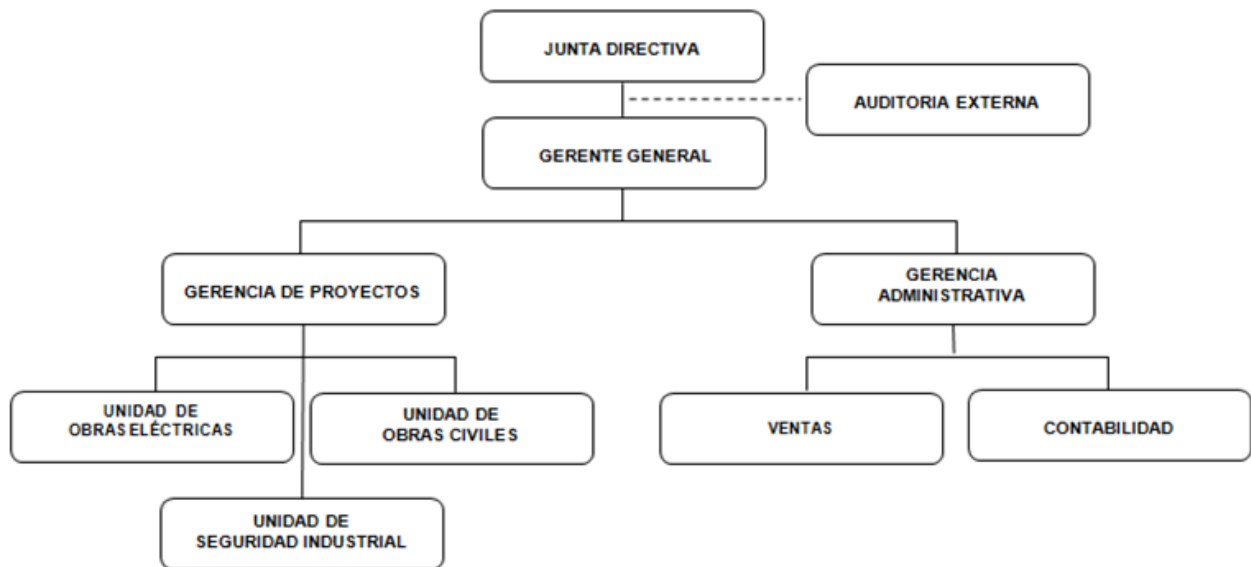 JUNTA DIRECTIVA
AUDITORIA EXTERNA
GERENTE GENERAL
GERENCIA DE PROYECTOS
GERENCIA
ADMINISTRATIVA
UNIDAD DE
OBRAS ELÉCTRICAS
UNIDAD DE
OBRAS CIVILES
VENTAS
CONTABILIDAD
UNIDAD DE
SEGURIDAD INDUSTRIAL